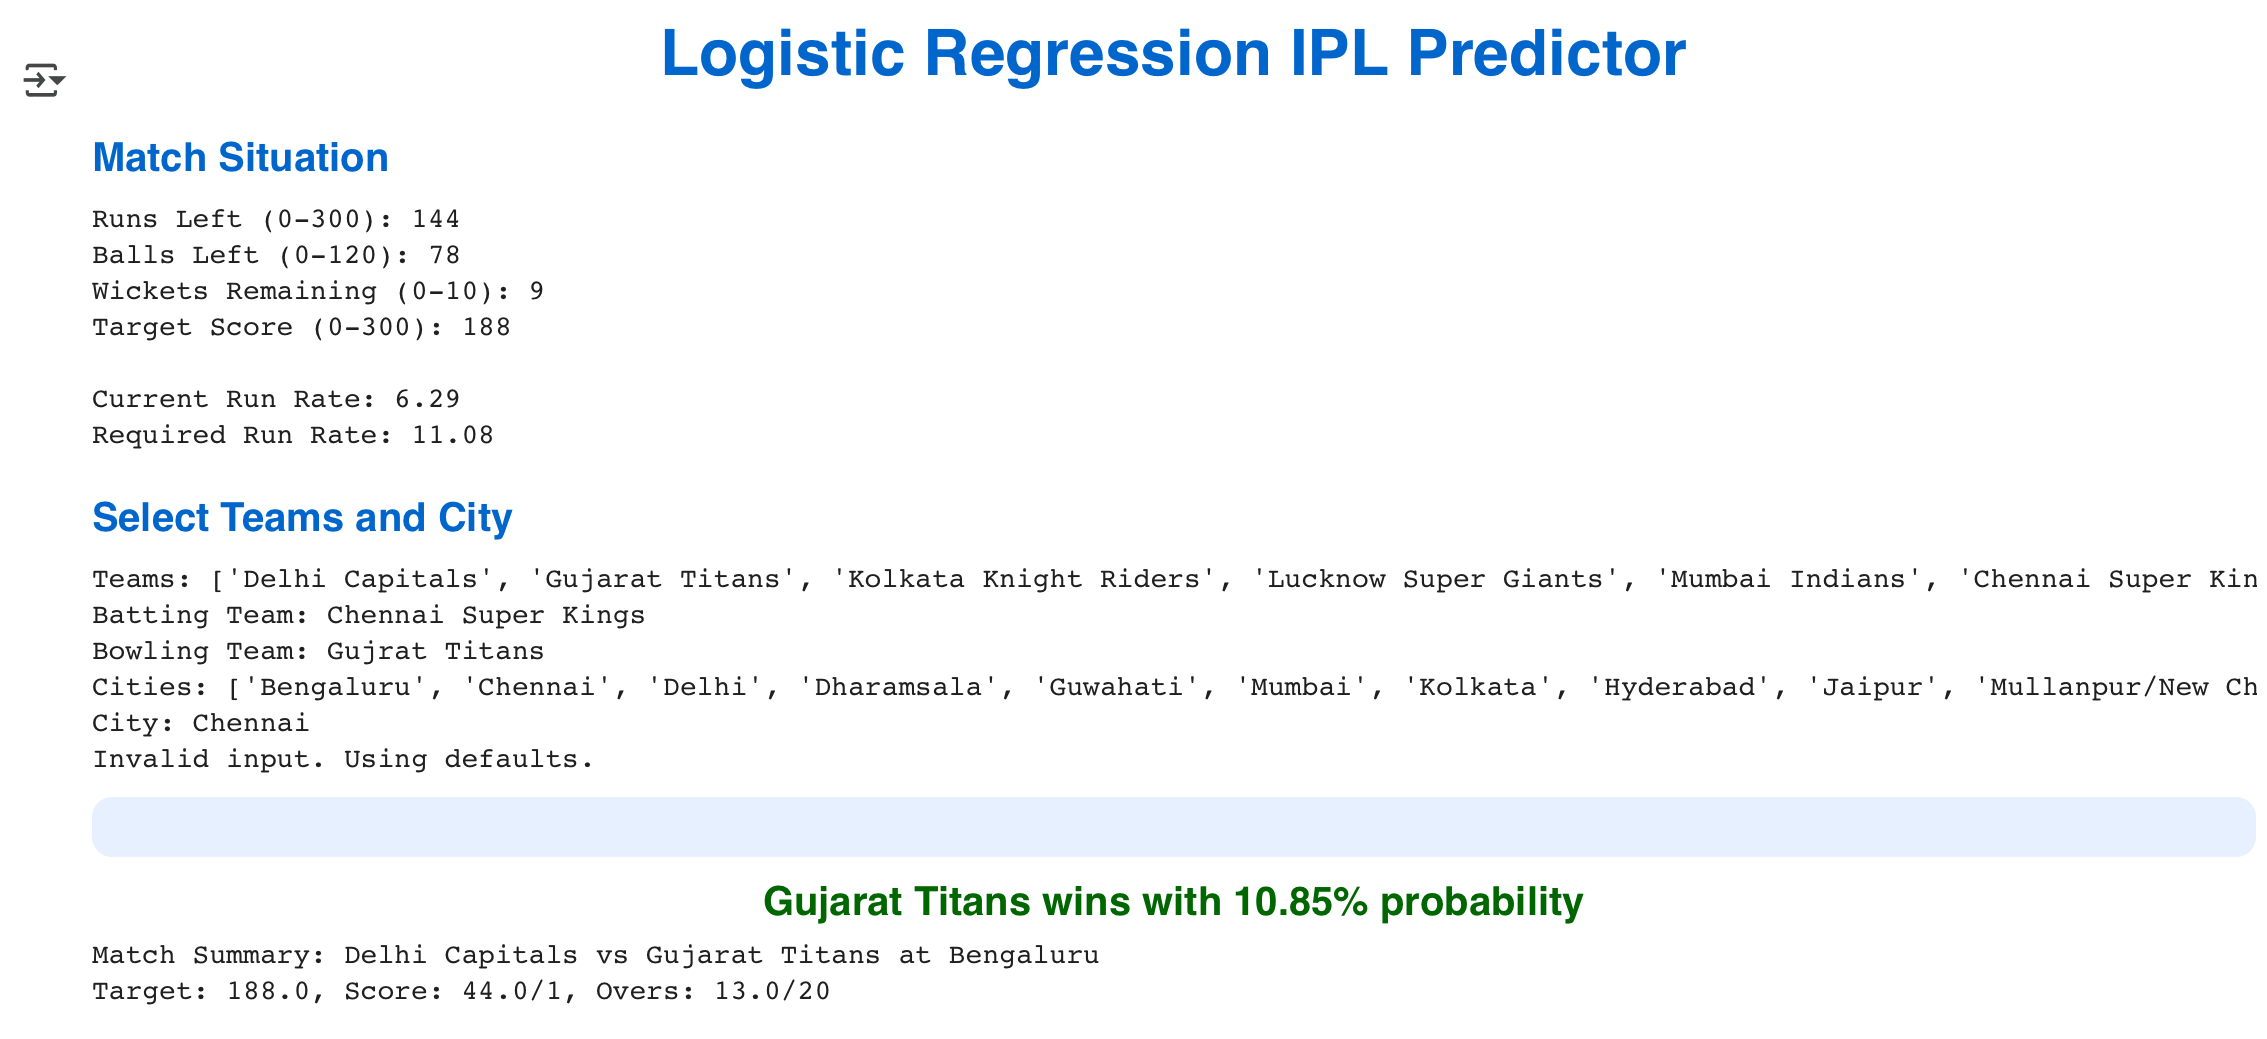 Logistic Regression IPL Predictor
Match Situation
Runs Left (0-300): 144
Balls Left (0-120): 78
Wickets Remaining (0-10): 9
Target Score (0-300): 188
Current Run Rate: 6.29
Required Run Rate: 11.08
Select Teams and City
Teams: ['Delhi Capitals', 'Gujarat Titans', 'Kolkata Knight Riders', 'Lucknow Super Giants', 'Mumbai Indians', 'Chennai Super Kin
Batting Team: Chennai Super Kings
Bowling Team: Gujrat Titans
Cities: ['Bengaluru', 'Chennai', 'Delhi', 'Dharamsala', 'Guwahati', 'Mumbai', 'Kolkata', 'Hyderabad', 'Jaipur', 'Mullanpur/New Ch
City: Chennai
Invalid input. Using defaults.
Gujarat Titans wins with 10.85% probability
Match Summary: Delhi Capitals vs Gujarat Titans at Bengaluru
Target: 188.0, Score: 44.0/1, Overs: 13.0/20